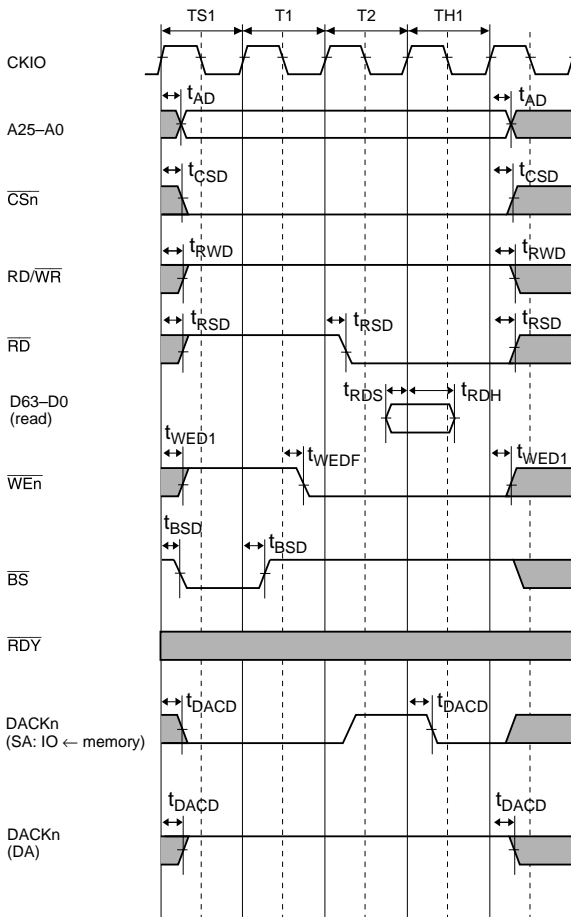 TS1 T1 T2 TH1
CKIO
tAD tAD
A25–A0
tCSD tCSD
CSn
tRWD tRWD
RD/WR
tRSD tRSD tRSD
RD
D63–D0
(read)
tRDS tRDH
tWED1 tWEDF tWED1
WEn
tBSD tBSD
BS
RDY
tDACD tDACD
DACKn
(SA: IO ← memory)
tDACD tDACD
DACKn
(DA)